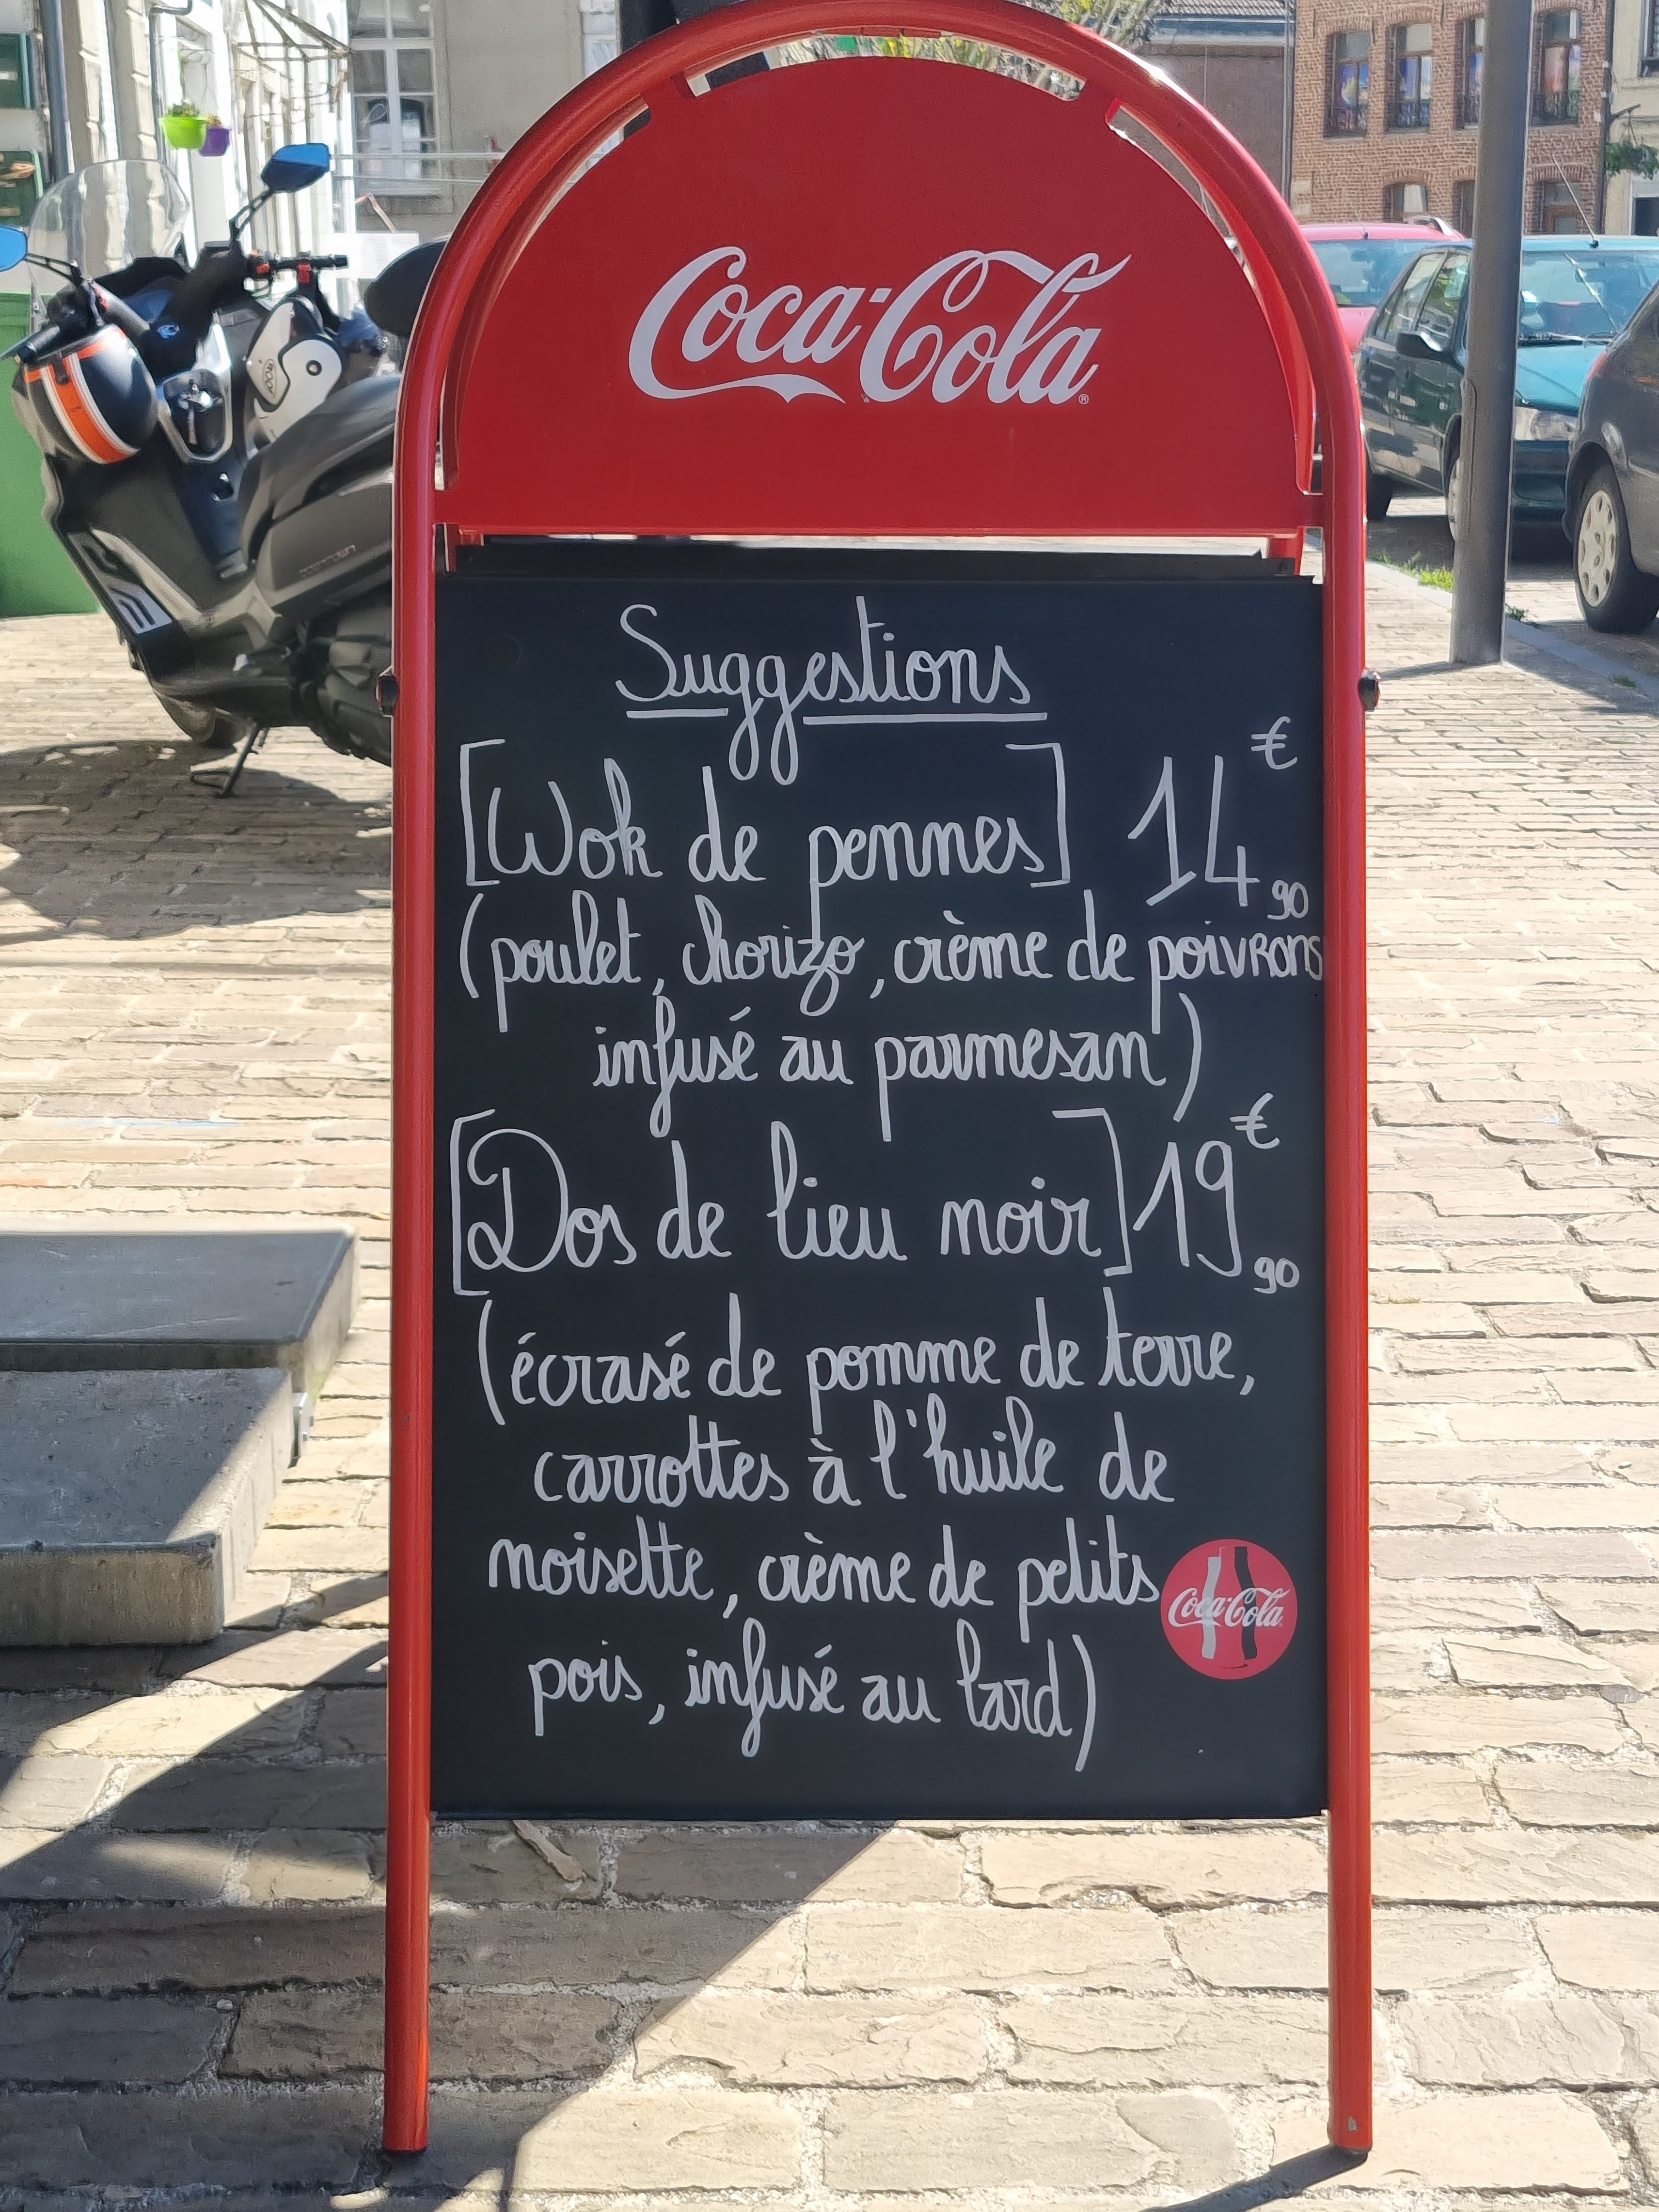 Coca-Cola
Suggestions
[Wok de pennes] 14€90
(poulet, chorizo, crème de poivrons
infusé au parmesan)
[Dos de lieu noir] 19€90
(écrasé de pomme de terre,
carrottes à l'huile de
noisette, crème de petits
pois, infusé au lard)
Coca-Cola